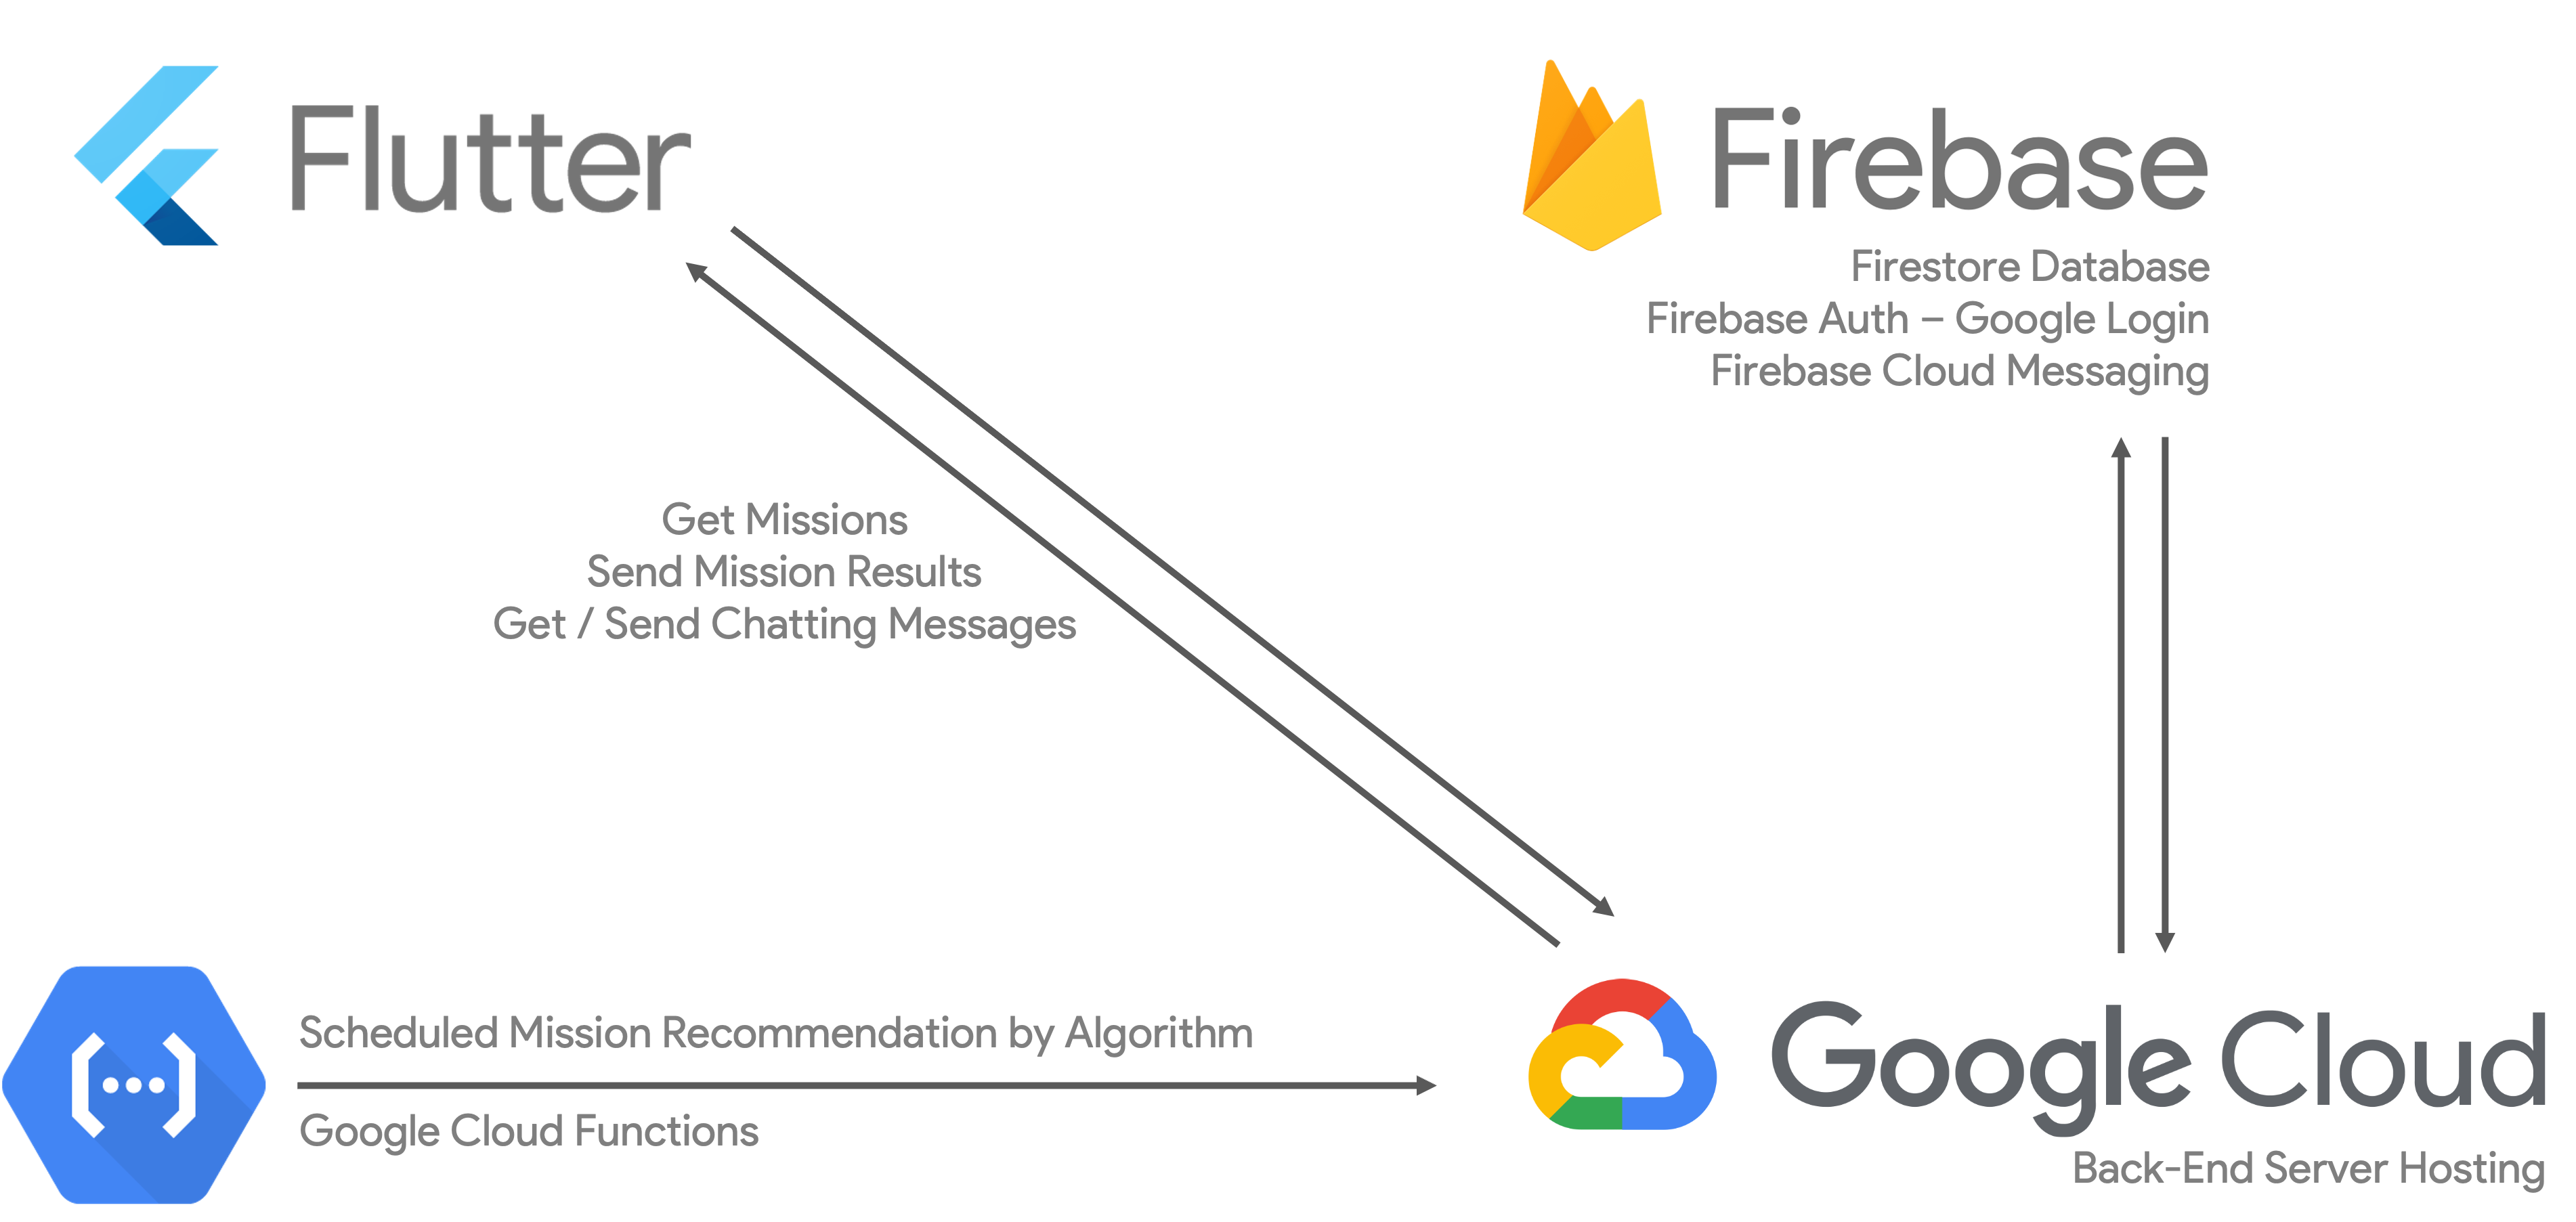 Flutter
Firebase
Firestore Database
Firebase Auth – Google Login
Firebase Cloud Messaging
Get Missions
Send Mission Results
Get / Send Chatting Messages
Scheduled Mission Recommendation by Algorithm
Google Cloud Functions
Google Cloud
Back-End Server Hosting